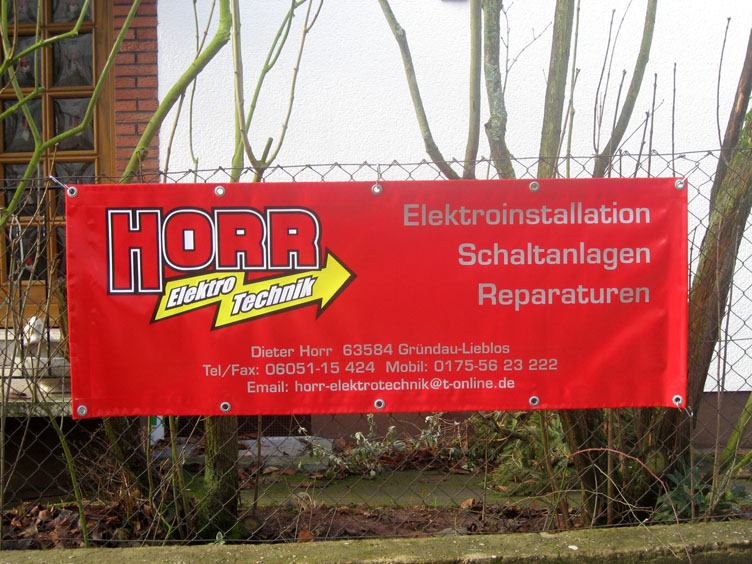 HORR
Elektro
Technik
Elektroinstallation
Schaltanlagen
Reparaturen
Dieter Horr 63584 Gründau-Lieblos
Tel/Fax: 06051-15 424 Mobil: 0175-56 23 222
Email: horr-elektrotechnik@t-online.de